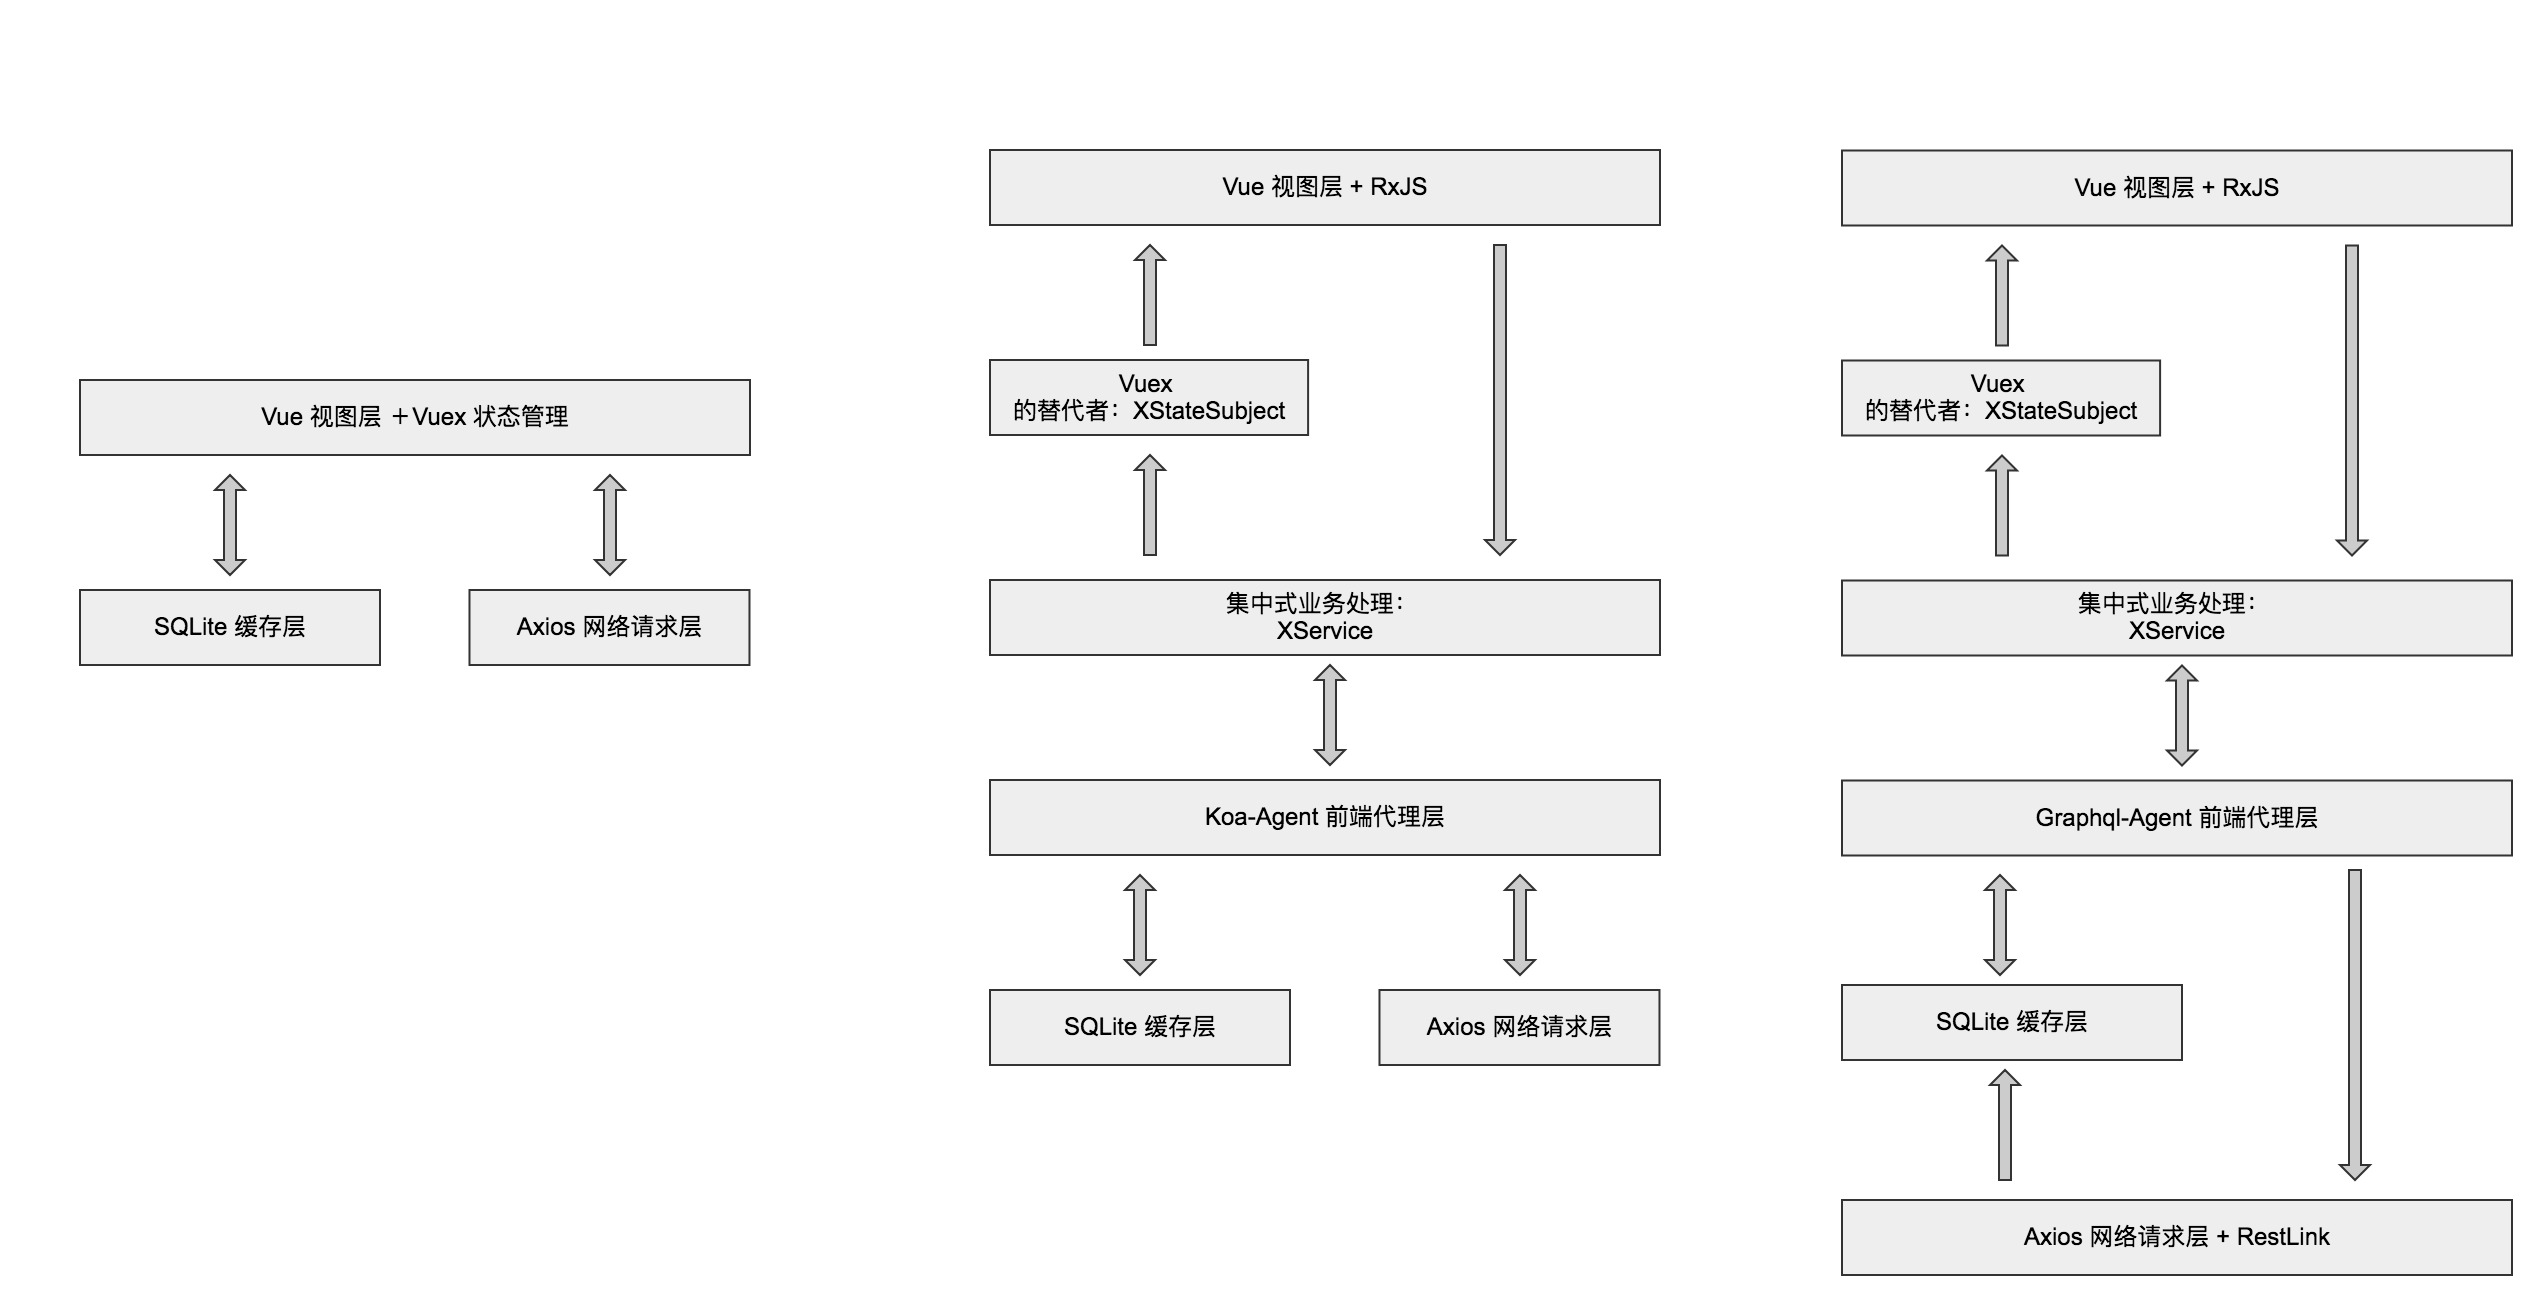 Vue 视图层 ＋Vuex 状态管理
SQLite 缓存层
Axios 网络请求层
Vue 视图层 + RxJS
Vuex
的替代者：XStateSubject
集中式业务处理：
XService
Koa-Agent 前端代理层
SQLite 缓存层
Axios 网络请求层
Vue 视图层 + RxJS
Vuex
的替代者：XStateSubject
集中式业务处理：
XService
Graphql-Agent 前端代理层
SQLite 缓存层
Axios 网络请求层 + RestLink